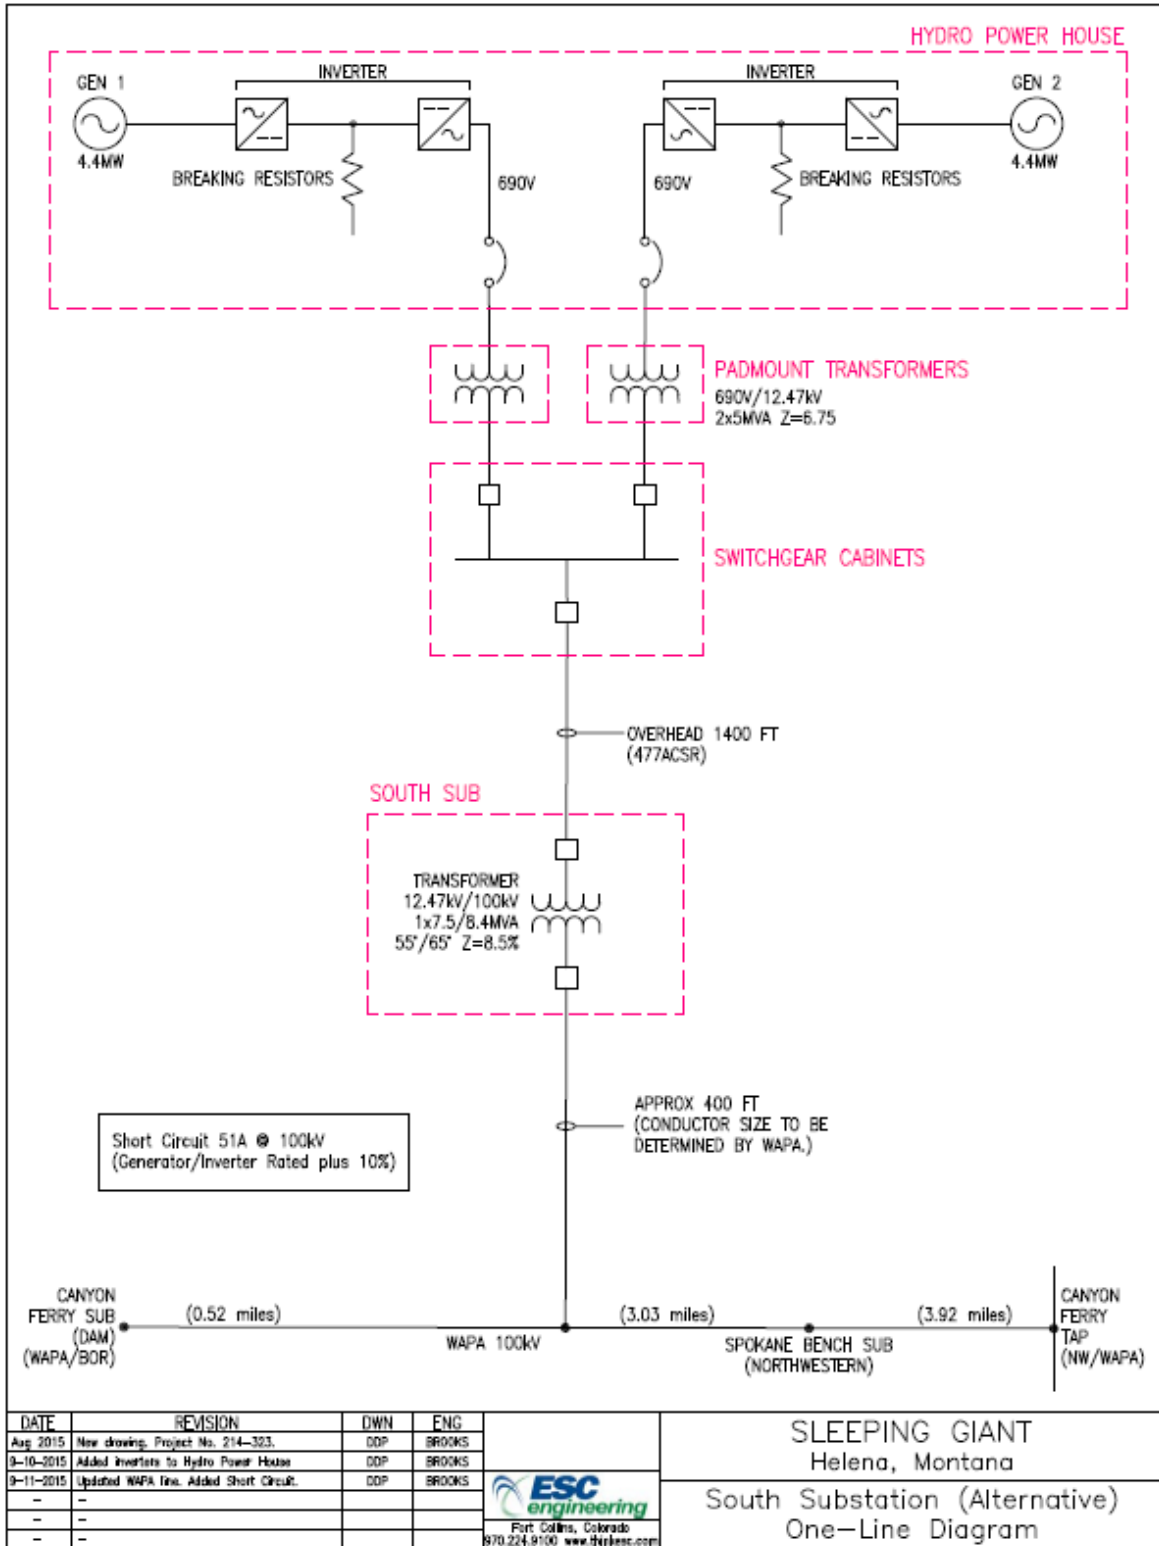 HYDRO POWER HOUSE
GEN 1
INVERTER
INVERTER
GEN 2
4.4MW
4.4MW
BREAKING RESISTORS
BREAKING RESISTORS
690V
690V
PADMOUNT TRANSFORMERS
690V/12.47kV
2x5MVA Z=6.75
SWITCHGEAR CABINETS
OVERHEAD 1400 FT
(477ACSR)
SOUTH SUB
TRANSFORMER
12.47kV/100kV
1x7.5/8.4MVA
55°/65° Z=8.5%
APPROX 400 FT
(CONDUCTOR SIZE TO BE
DETERMINED BY WAPA.)
Short Circuit 51A @ 100kV
(Generator/Inverter Rated plus 10%)
CANYON
FERRY SUB
(DAM)
(WAPA/BOR)
(0.52 miles)
WAPA 100kV
(3.03 miles)
SPOKANE BENCH SUB
(NORTHWESTERN)
(3.92 miles)
CANYON
FERRY
TAP
(NW/WAPA)
DATE REVISION DWN ENG
Aug 2015 New drawing. Project No. 214-323. DDP BROOKS
9-10-2015 Added inverters to Hydro Power House DDP BROOKS
9-11-2015 Updated WAPA line. Added Short Circuit. DDP BROOKS
- -
- -
- -
ESC
engineering
Fort Collins, Colorado
970.224.9100 www.thinkesc.com
SLEEPING GIANT
Helena, Montana
South Substation (Alternative)
One-Line Diagram